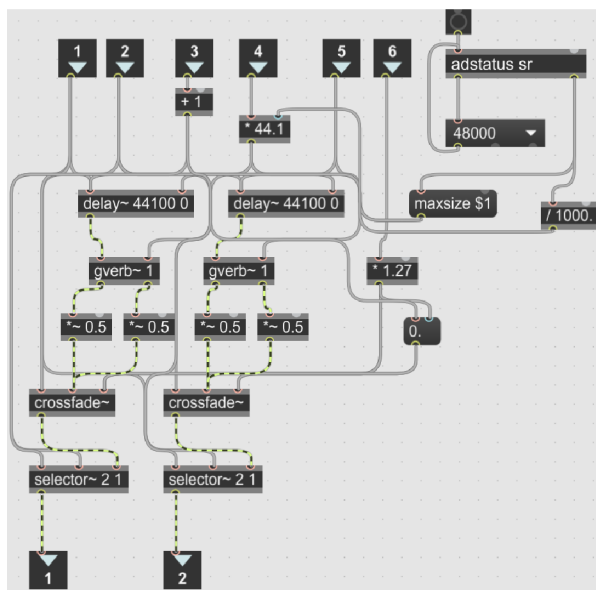 1
2
3
4
5
6
adstatus sr
+ 1
* 44.1
48000
delay~ 44100 0
delay~ 44100 0
maxsize $1
/ 1000.
gverb~ 1
gverb~ 1
* 1.27
*~ 0.5
*~ 0.5
*~ 0.5
*~ 0.5
0.
crossfade~
crossfade~
selector~ 2 1
selector~ 2 1
1
2